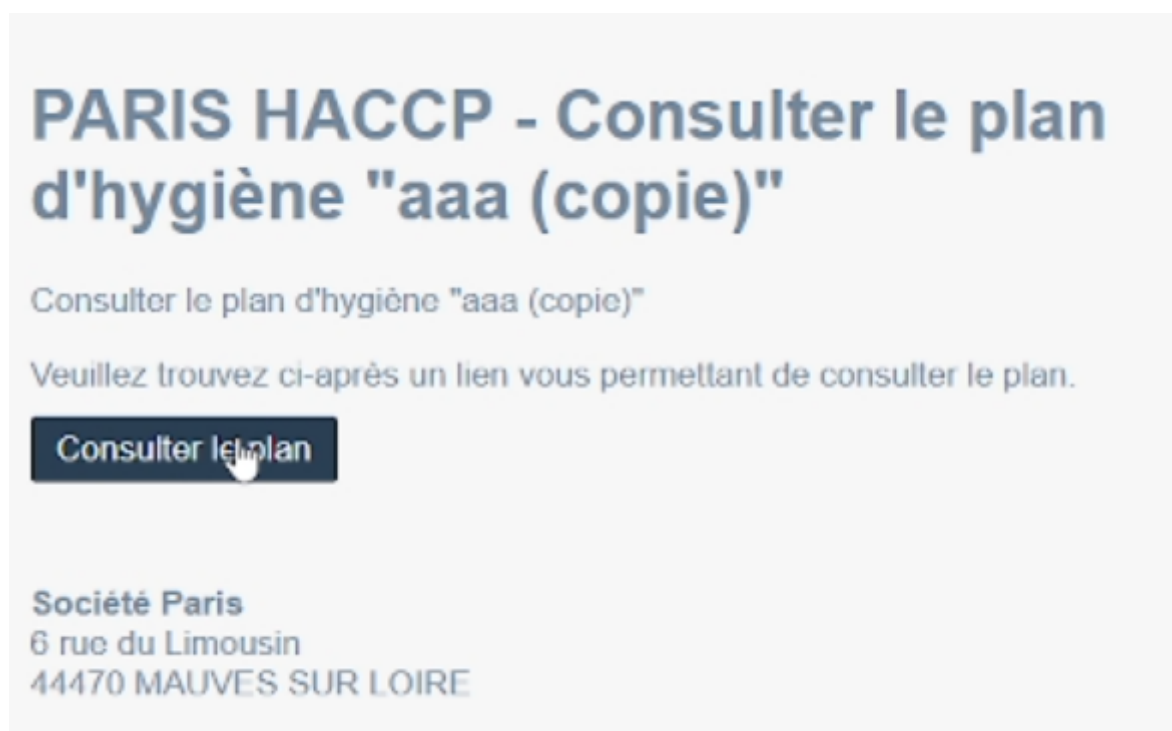 PARIS HACCP - Consulter le plan
d'hygiène "aaa (copie)"
Consulter le plan d'hygiène "aaa (copie)"
Veuillez trouvez ci-après un lien vous permettant de consulter le plan.
Consulter le plan
Société Paris
6 rue du Limousin
44470 MAUVES SUR LOIRE